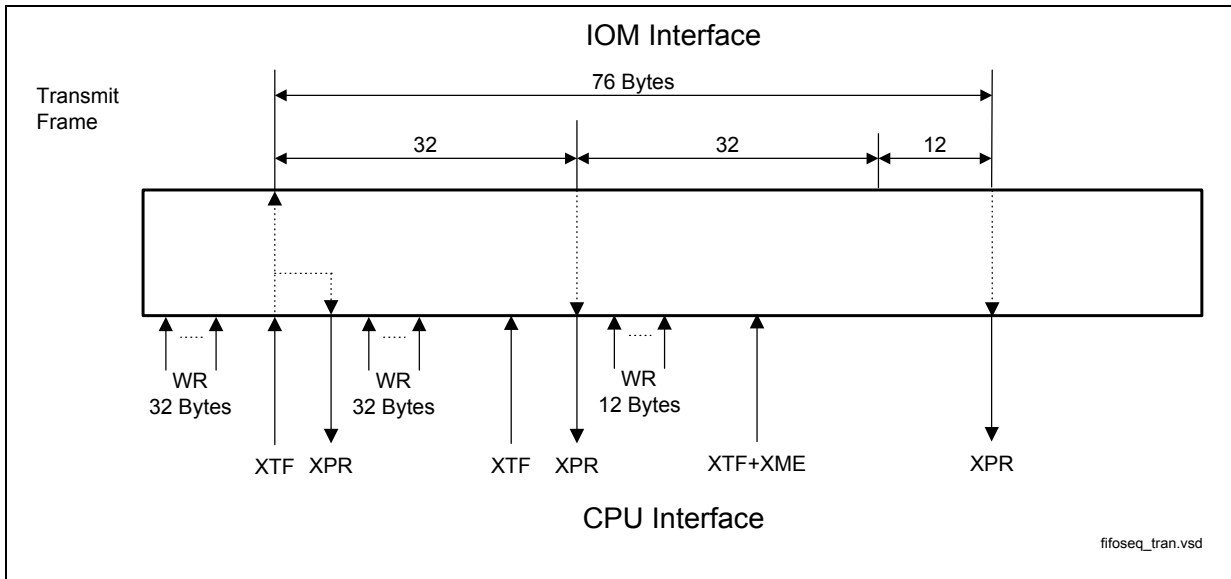 IOM Interface
Transmit
Frame
76 Bytes
32
32
12
.....
.....
.....
WR
32 Bytes
WR
32 Bytes
WR
12 Bytes
XTF
XPR
XTF
XPR
XTF+XME
XPR
CPU Interface
fifoseq_tran.vsd